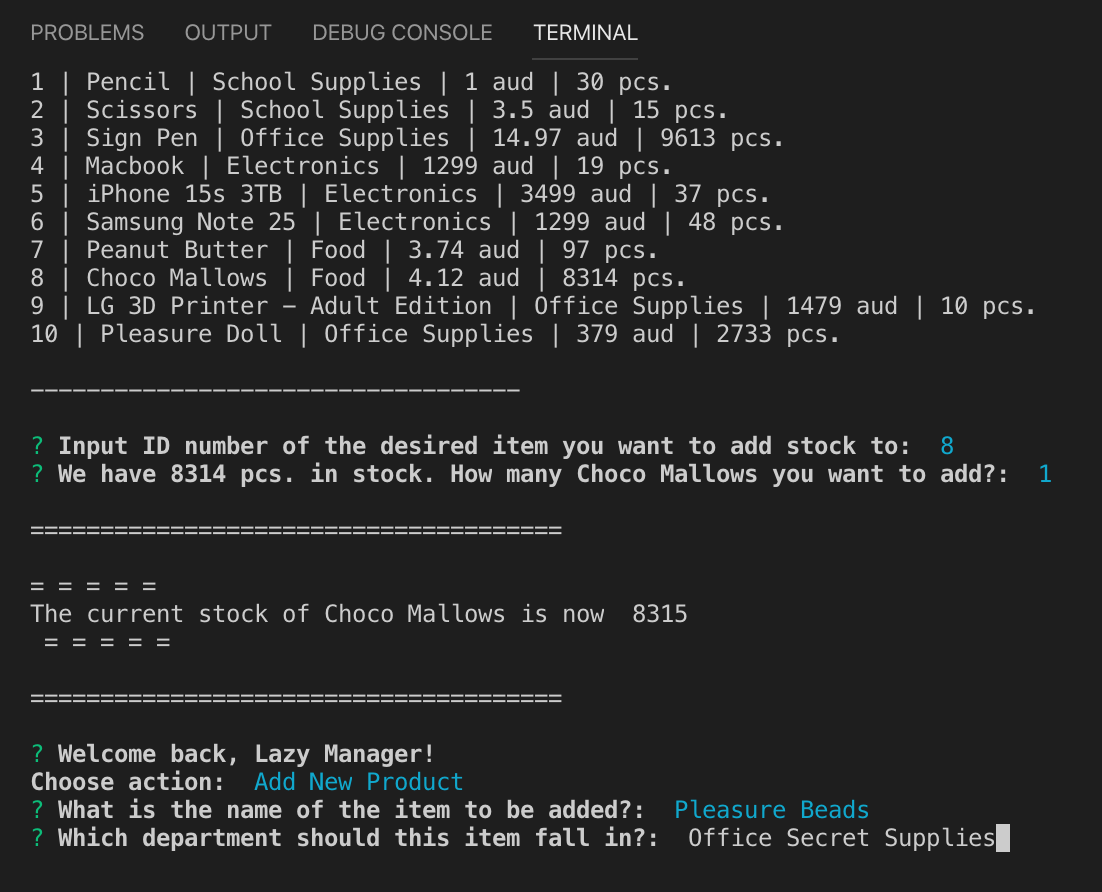 PROBLEMS OUTPUT DEBUG CONSOLE TERMINAL
1 | Pencil | School Supplies | 1 aud | 30 pcs.
2 | Scissors | School Supplies | 3.5 aud | 15 pcs.
3 | Sign Pen | Office Supplies | 14.97 aud | 9613 pcs.
4 | Macbook | Electronics | 1299 aud | 19 pcs.
5 | iPhone 15s 3TB | Electronics | 3499 aud | 37 pcs.
6 | Samsung Note 25 | Electronics | 1299 aud | 48 pcs.
7 | Peanut Butter | Food | 3.74 aud | 97 pcs.
8 | Choco Mallows | Food | 4.12 aud | 8314 pcs.
9 | LG 3D Printer – Adult Edition | Office Supplies | 1479 aud | 10 pcs.
10 | Pleasure Doll | Office Supplies | 379 aud | 2733 pcs.
-----------------------------------
? Input ID number of the desired item you want to add stock to:  8
? We have 8314 pcs. in stock. How many Choco Mallows you want to add?:  1
======================================
= = = = =
The current stock of Choco Mallows is now  8315
 = = = = =
======================================
? Welcome back, Lazy Manager!
Choose action:  Add New Product
? What is the name of the item to be added?:  Pleasure Beads
? Which department should this item fall in?:  Office Secret Supplies